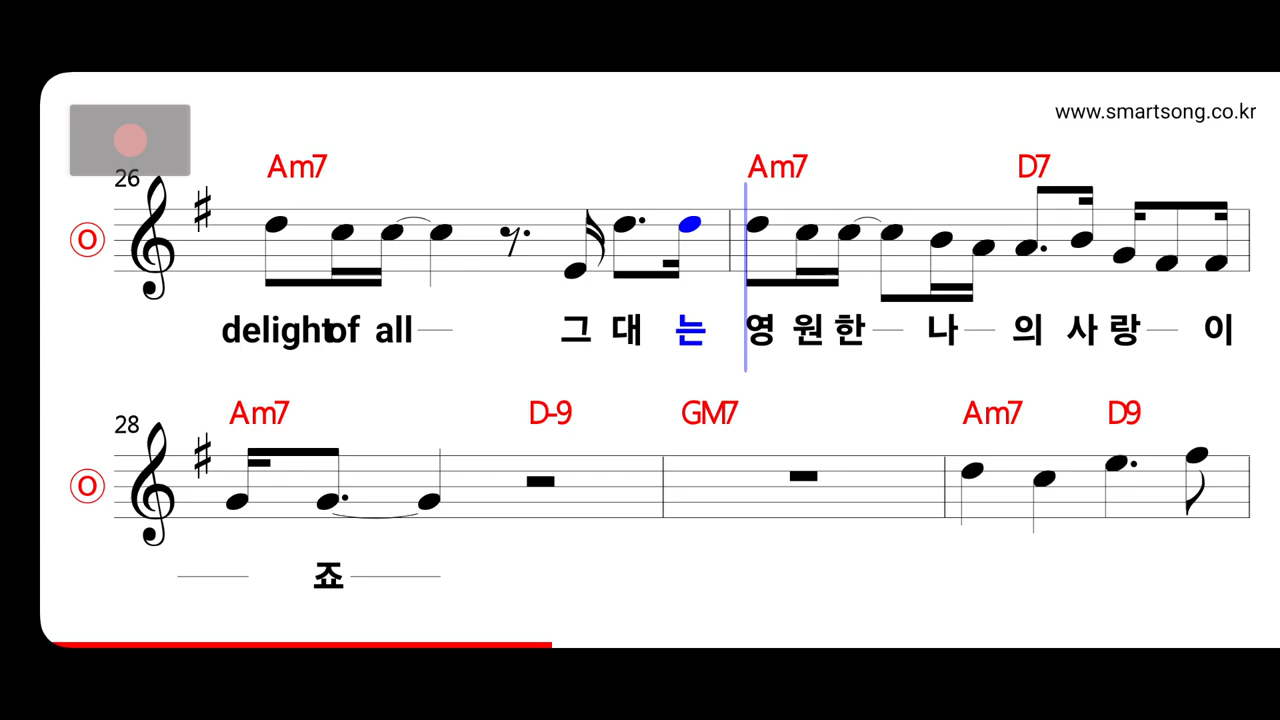 www.smartsong.co.kr
Am7 Am7 D7
26
O
delight of all 그 대 는 영 원 한 나 의 사 랑 이
Am7 D-9 GM7 Am7 D9
28
O
죠